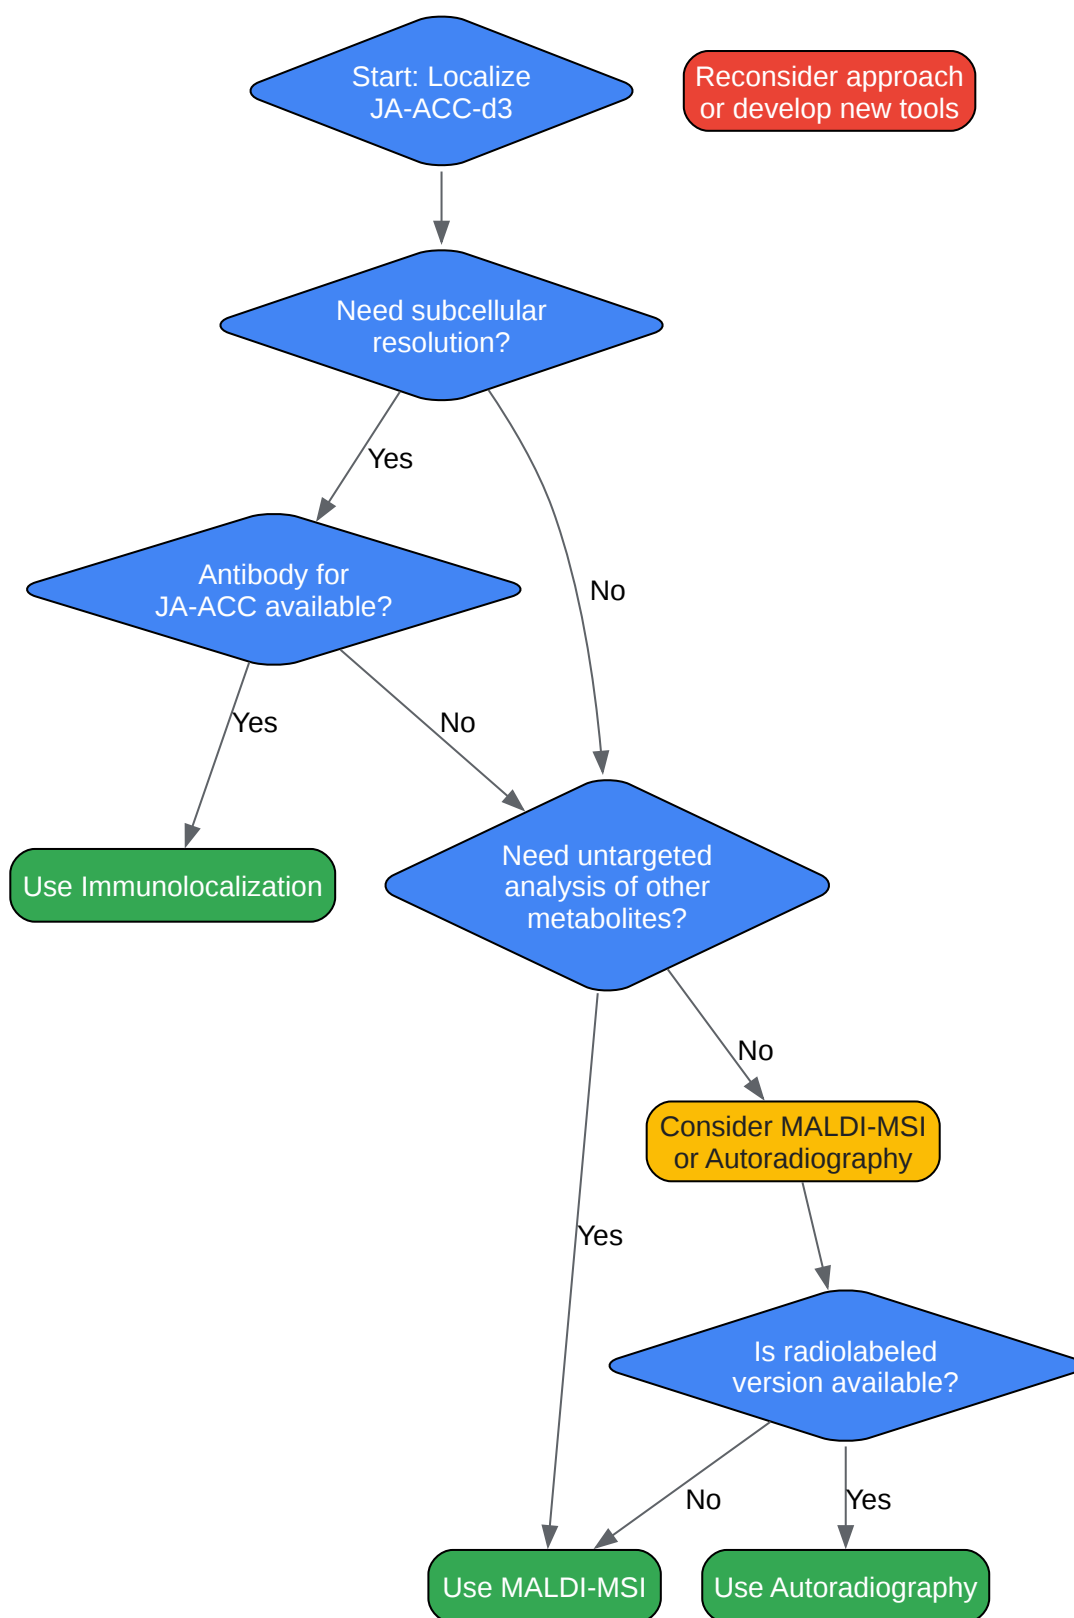 Start: Localize
JA-ACC-d3
Reconsider approach
or develop new tools
Need subcellular
resolution?
Yes
No
Antibody for
JA-ACC available?
Yes
No
Use Immunolocalization
Need untargeted
analysis of other
metabolites?
No
Yes
Consider MALDI-MSI
or Autoradiography
Is radiolabeled
version available?
No
Yes
Use MALDI-MSI
Use Autoradiography